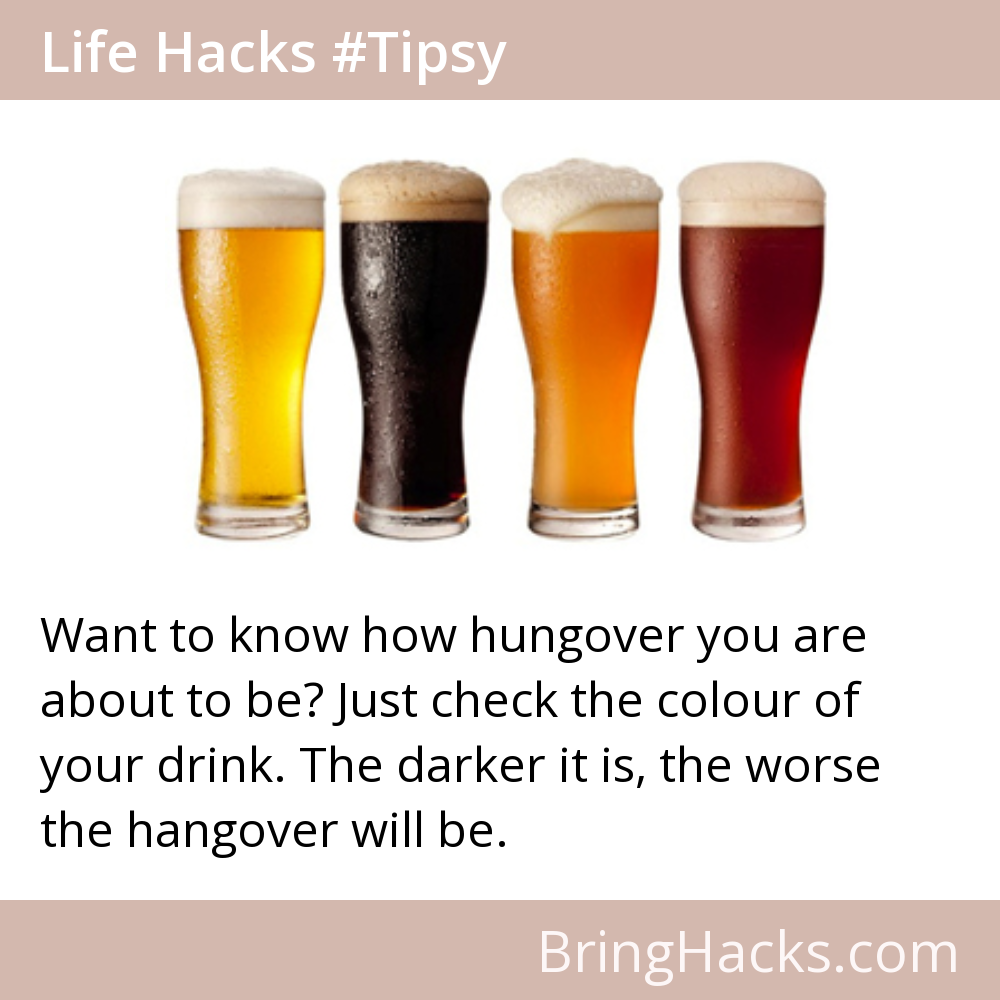 Life Hacks #Tipsy
Want to know how hungover you are
about to be? Just check the colour of
your drink. The darker it is, the worse
the hangover will be.
BringHacks.com